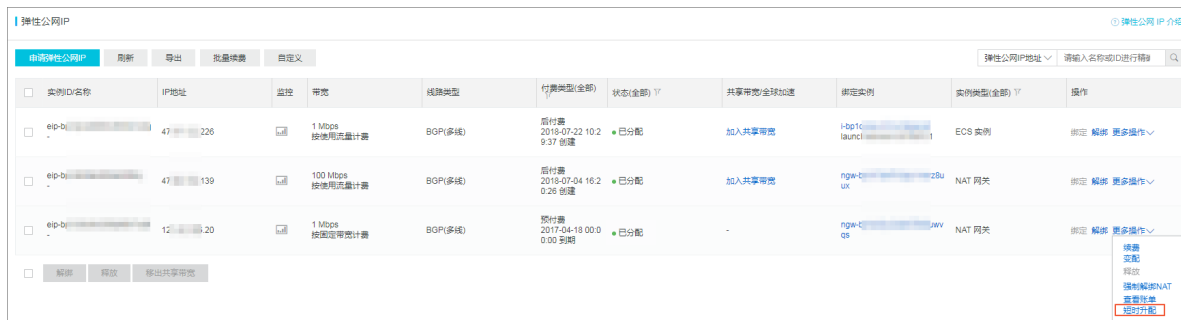 弹性公网IP
弹性公网 IP 介绍
申请弹性公网IP 刷新 导出 批量续费 自定义 弹性公网IP地址 请输入名称或ID进行精确
实例ID/名称 IP地址 监控 带宽 线路类型 付费类型(全部) 状态(全部) 共享带宽/全球加速 绑定实例 实例类型(全部) 操作
eip-b 47. .226 1 Mbps 后付费 i-bp1c
- 按使用流量计费 BGP(多线) 2018-07-22 10:2 已分配 加入共享带宽 launc 1 ECS 实例 绑定 解绑 更多操作
9:37 创建
eip-b 47 .139 100 Mbps 后付费 ngw-b z8u
- 按使用流量计费 BGP(多线) 2018-07-04 16:2 已分配 加入共享带宽 ux NAT 网关 绑定 解绑 更多操作
0:26 创建
eip-b 12 .20 1 Mbps 预付费 ngw- uwv
- 按固定带宽计费 BGP(多线) 2017-04-18 00:0 已分配 - qs NAT 网关 绑定 解绑 更多操作
0:00 到期
解绑 释放 移出共享带宽
续费
变配
释放
强制解绑NAT
查看账单
短时升配